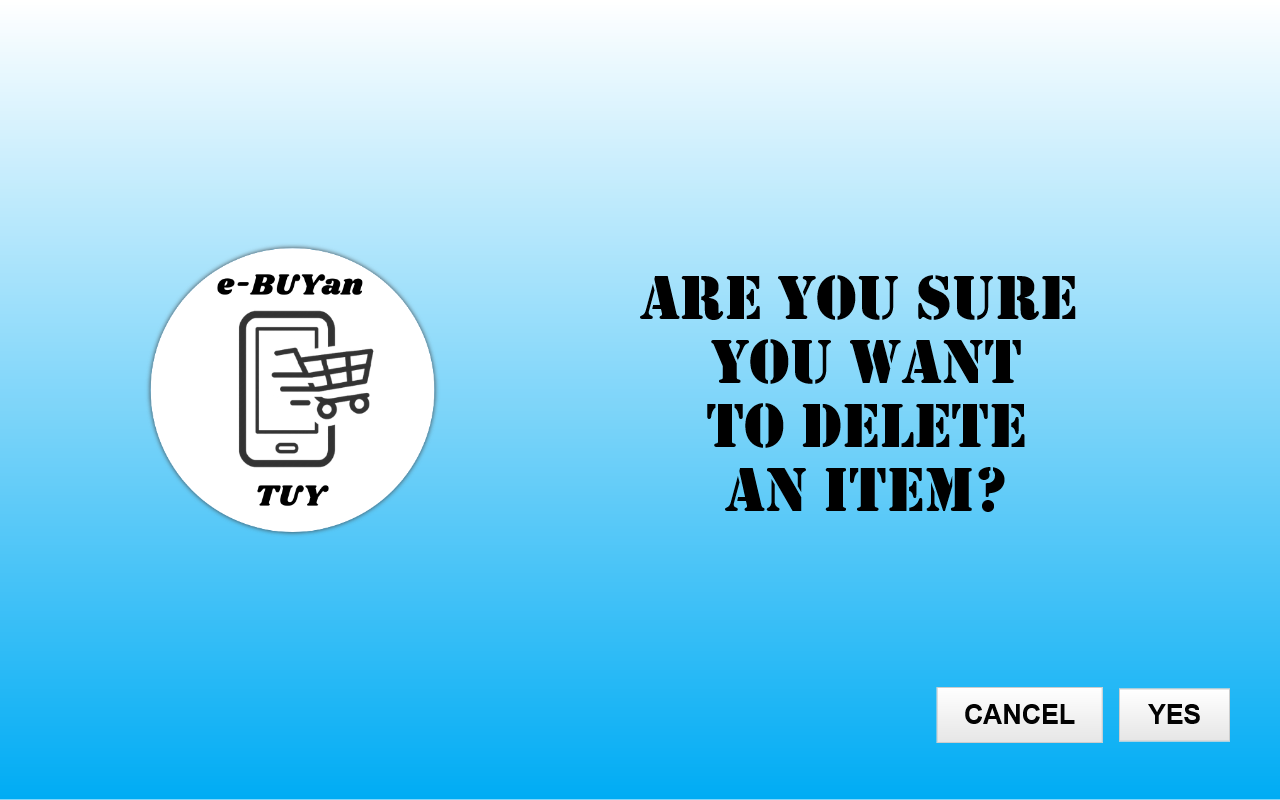 e-BUYan
TUY
ARE YOU SURE
YOU WANT
TO DELETE
AN ITEM?
CANCEL
YES